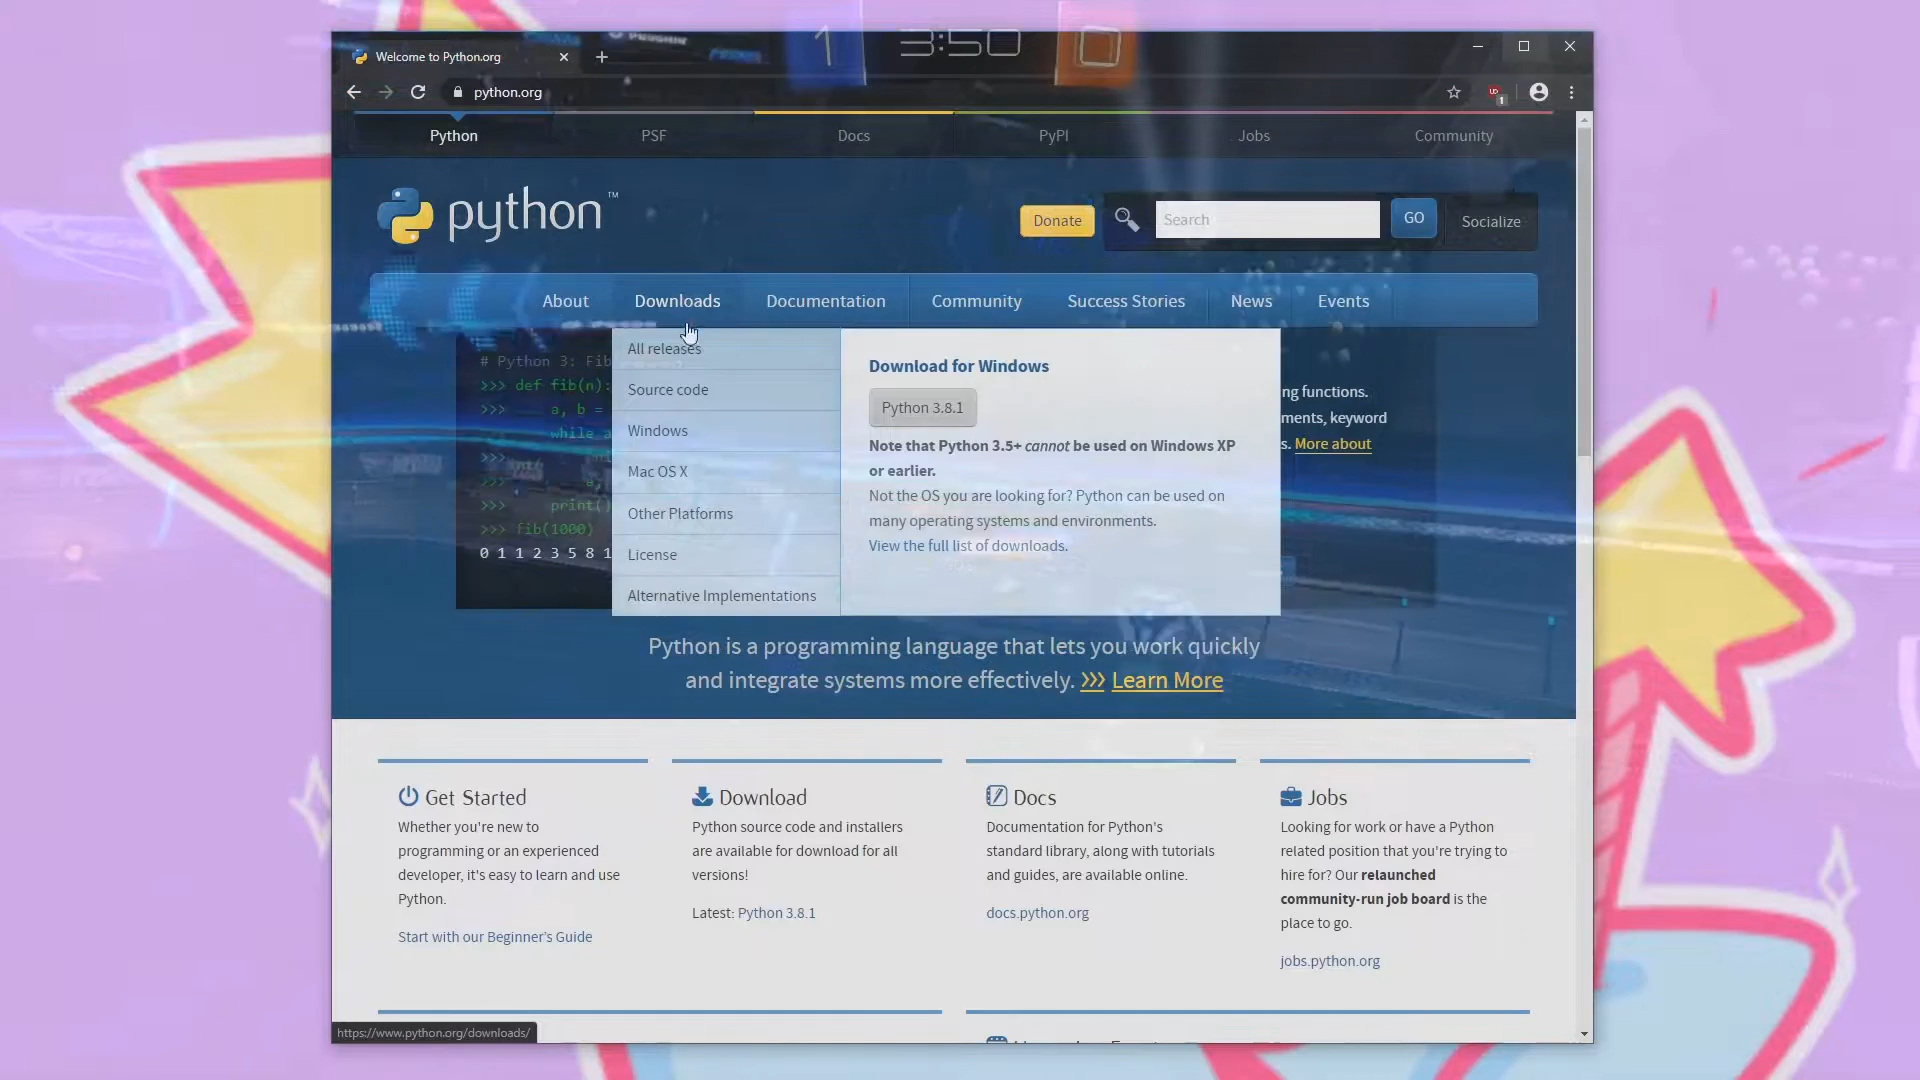 Welcome to Python.org
1
3:50
0
python.org
1
Python
PSF
Docs
PyPI
Jobs
Community
python™
Donate
Search
GO
Socialize
About
Downloads
Documentation
Community
Success Stories
News
Events
# Python 3: Fib
>>> def fib(n):
>>> a, b =
>>> while a
>>>
>>> a,
>>> print()
>>> fib(1000)
0 1 1 2 3 5 8 1
All releases
Source code
Windows
Mac OS X
Other Platforms
License
Alternative Implementations
Download for Windows
Python 3.8.1
Note that Python 3.5+ cannot be used on Windows XP
or earlier.
Not the OS you are looking for? Python can be used on
many operating systems and environments.
View the full list of downloads.
ng functions.
ments, keyword
s. More about
Python is a programming language that lets you work quickly
and integrate systems more effectively. >>> Learn More
Get Started
Whether you're new to
programming or an experienced
developer, it's easy to learn and use
Python.
Start with our Beginner's Guide
Download
Python source code and installers
are available for download for all
versions!
Latest: Python 3.8.1
Docs
Documentation for Python's
standard library, along with tutorials
and guides, are available online.
docs.python.org
Jobs
Looking for work or have a Python
related position that you're trying to
hire for? Our relaunched
community-run job board is the
place to go.
jobs.python.org
https://www.python.org/downloads/